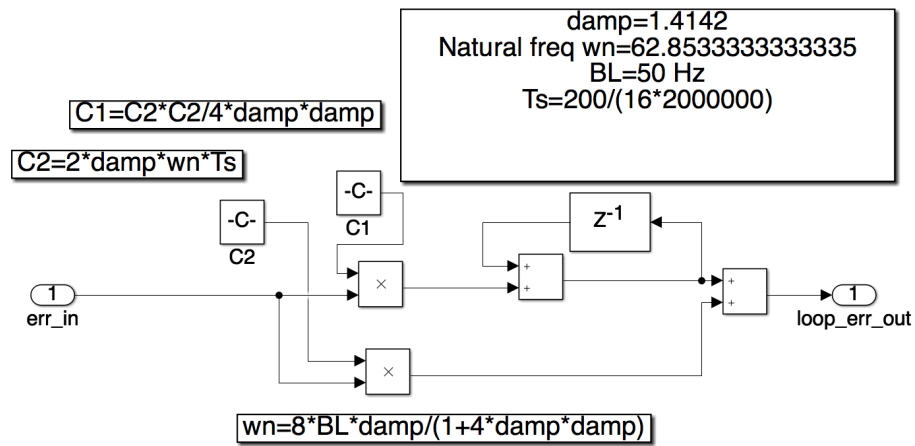 damp=1.4142
Natural freq wn=62.8533333333335
BL=50 Hz
Ts=200/(16*2000000)
C1=C2*C2/4*damp*damp
C2=2*damp*wn*Ts
-C-
C1
-C-
C2
z-1
+
+
×
+
+
1
err_in
1
loop_err_out
×
wn=8*BL*damp/(1+4*damp*damp)